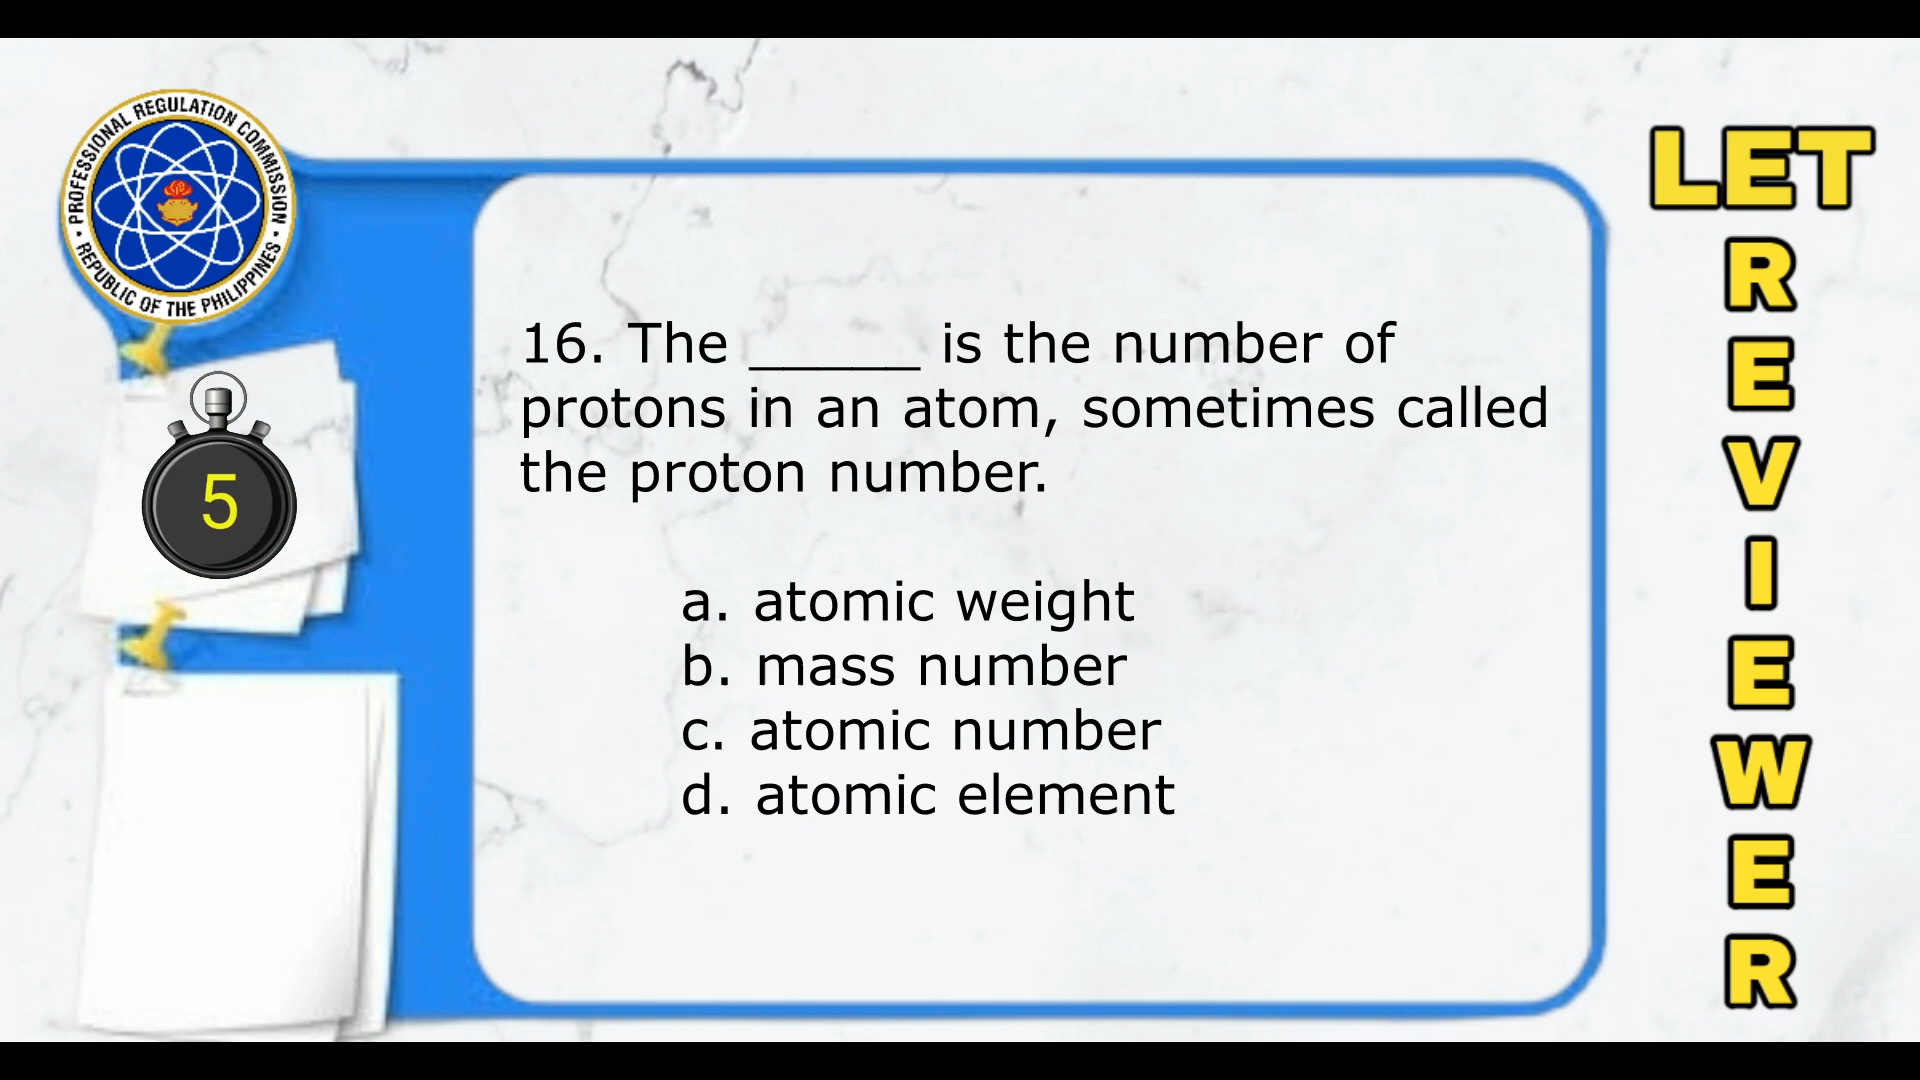 PROFESSIONAL REGULATION COMMISSION
REPUBLIC OF THE PHILIPPINES
5
16. The _____ is the number of
protons in an atom, sometimes called
the proton number.
a. atomic weight
b. mass number
c. atomic number
d. atomic element
LET
REVIEWER